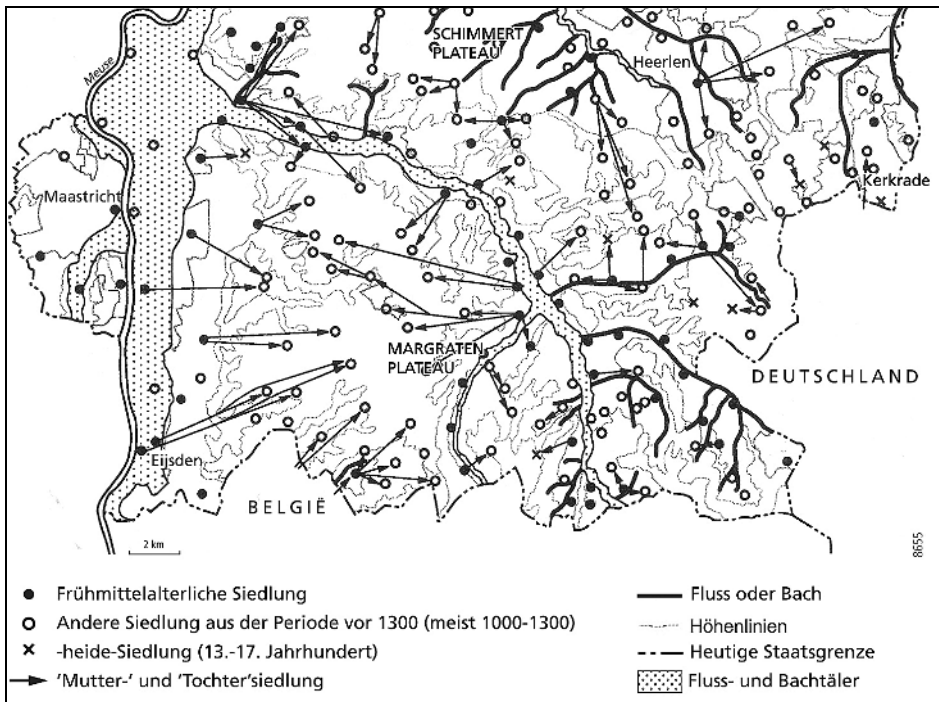 SCHIMMERT
PLATEAU
Heerlen
Meuse
Maastricht
Kerkrade
MARGRATEN
PLATEAU
DEUTSCHLAND
Eijsden
BELGIË
2 km
8655
Frühmittelalterliche Siedlung
Andere Siedlung aus der Periode vor 1300 (meist 1000-1300)
-heide-Siedlung (13.-17. Jahrhundert)
'Mutter-' und 'Tochter'siedlung
Fluss oder Bach
Höhenlinien
Heutige Staatsgrenze
Fluss- und Bachtäler